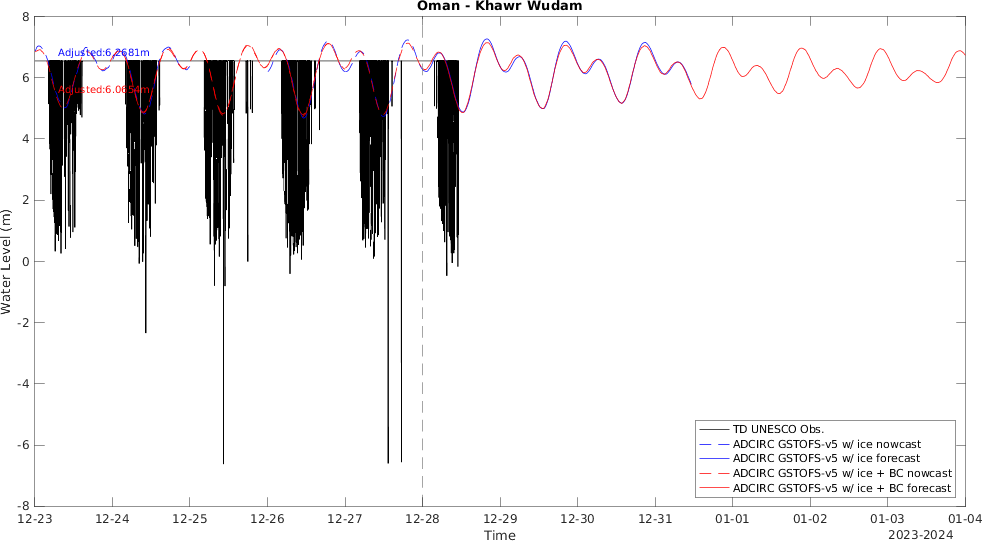 Oman - Khawr Wudam
Water Level (m)
8
6
4
2
0
-2
-4
-6
-8
Adjusted:6.2681m
Adjusted:6.0654m
TD UNESCO Obs.
ADCIRC GSTOFS-v5 w/ ice nowcast
ADCIRC GSTOFS-v5 w/ ice forecast
ADCIRC GSTOFS-v5 w/ ice + BC nowcast
ADCIRC GSTOFS-v5 w/ ice + BC forecast
12-23 12-24 12-25 12-26 12-27 12-28 12-29 12-30 12-31 01-01 01-02 01-03 01-04
Time
2023-2024